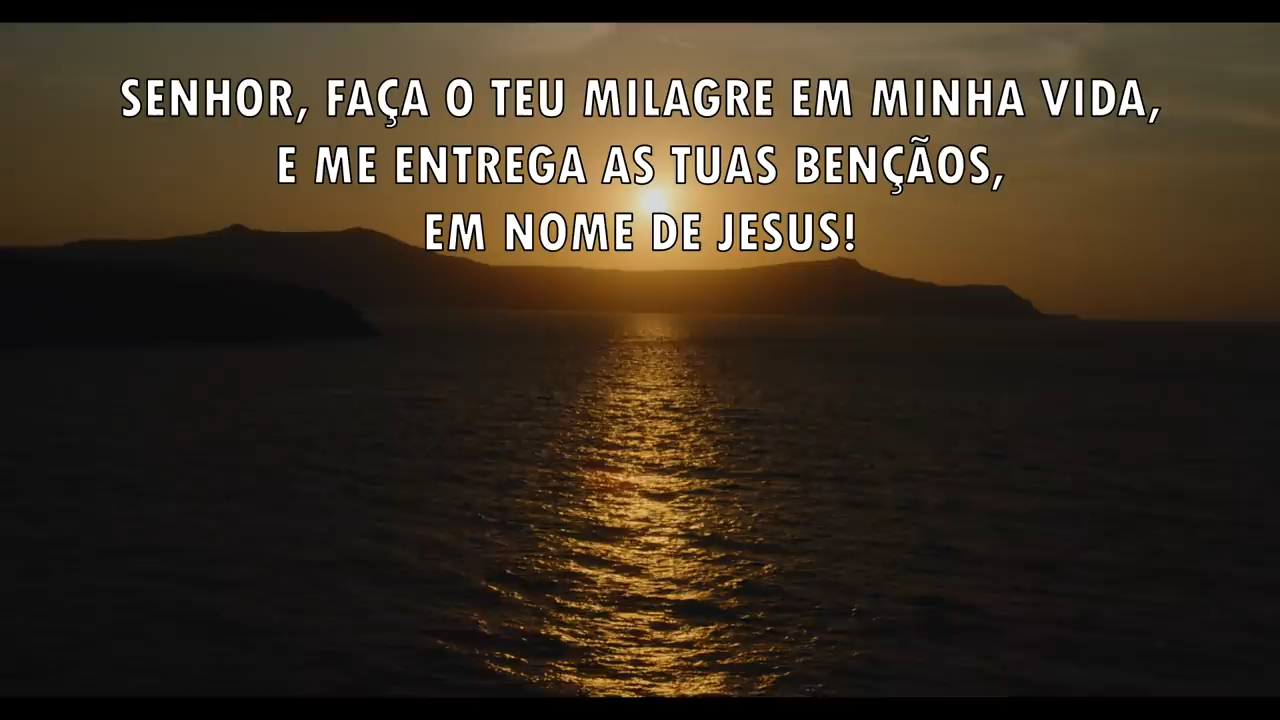 SENHOR, FAÇA O TEU MILAGRE EM MINHA VIDA,
E ME ENTREGA AS TUAS BENÇÃOS,
EM NOME DE JESUS!